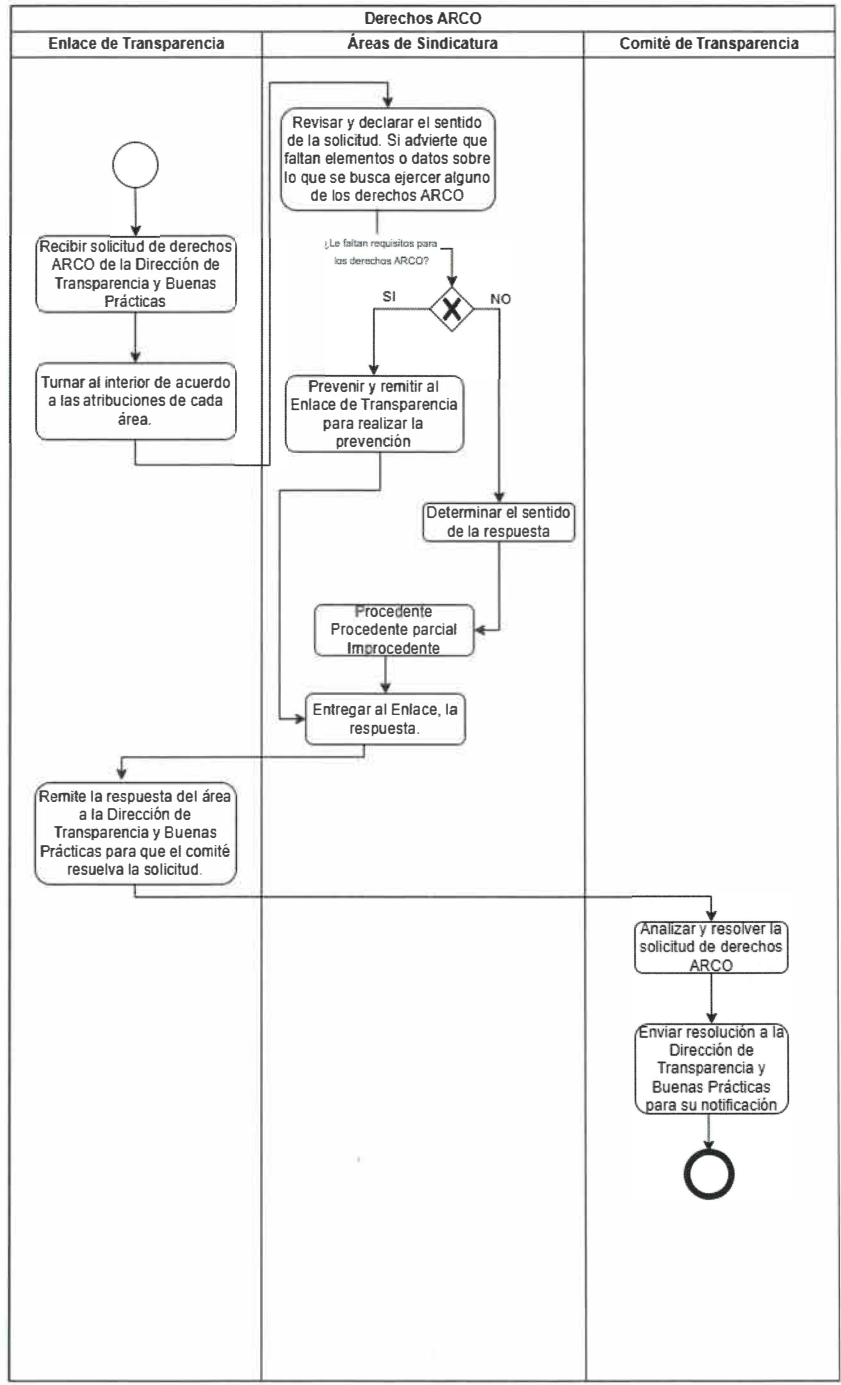 Derechos ARCO
Enlace de Transparencia
Áreas de Sindicatura
Comité de Transparencia
Revisar y declarar el sentido
de la solicitud. Si advierte que
faltan elementos o datos sobre
lo que se busca ejercer alguno
de los derechos ARCO
Recibir solicitud de derechos
ARCO de la Dirección de
Transparencia y Buenas
Prácticas
¿Le faltan requisitos para
los derechos ARCO?
SI
NO
Turnar al interior de acuerdo
a las atribuciones de cada
área.
Prevenir y remitir al
Enlace de Transparencia
para realizar la
prevención
Determinar el sentido
de la respuesta
Procedente
Procedente parcial
Improcedente
Entregar al Enlace, la
respuesta.
Remite la respuesta del área
a la Dirección de
Transparencia y Buenas
Prácticas para que el comité
resuelva la solicitud.
Analizar y resolver la
solicitud de derechos
ARCO
Enviar resolución a la
Dirección de
Transparencia y
Buenas Prácticas
para su notificación